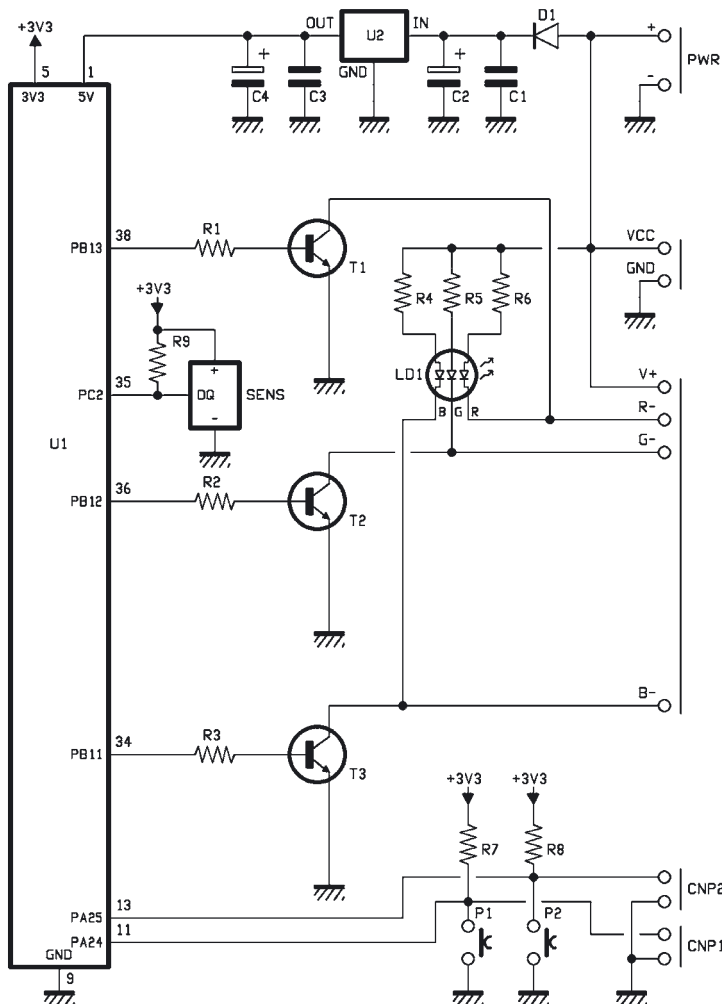 +3V3
5
1
3V3
5V
OUT
U2
IN
GND
D1
+
-
PWR
+
C4
C3
+
C2
C1
38
PB13
R1
T1
VCC
GND
R4
R5
R6
+3V3
R9
35
PC2
DQ
+
-
SENS
LD1
B
G
R
V+
R-
G-
U1
36
PB12
R2
T2
B-
34
PB11
R3
T3
+3V3
+3V3
R7
R8
CNP2
13
PA25
11
PA24
P1
P2
CNP1
GND
9